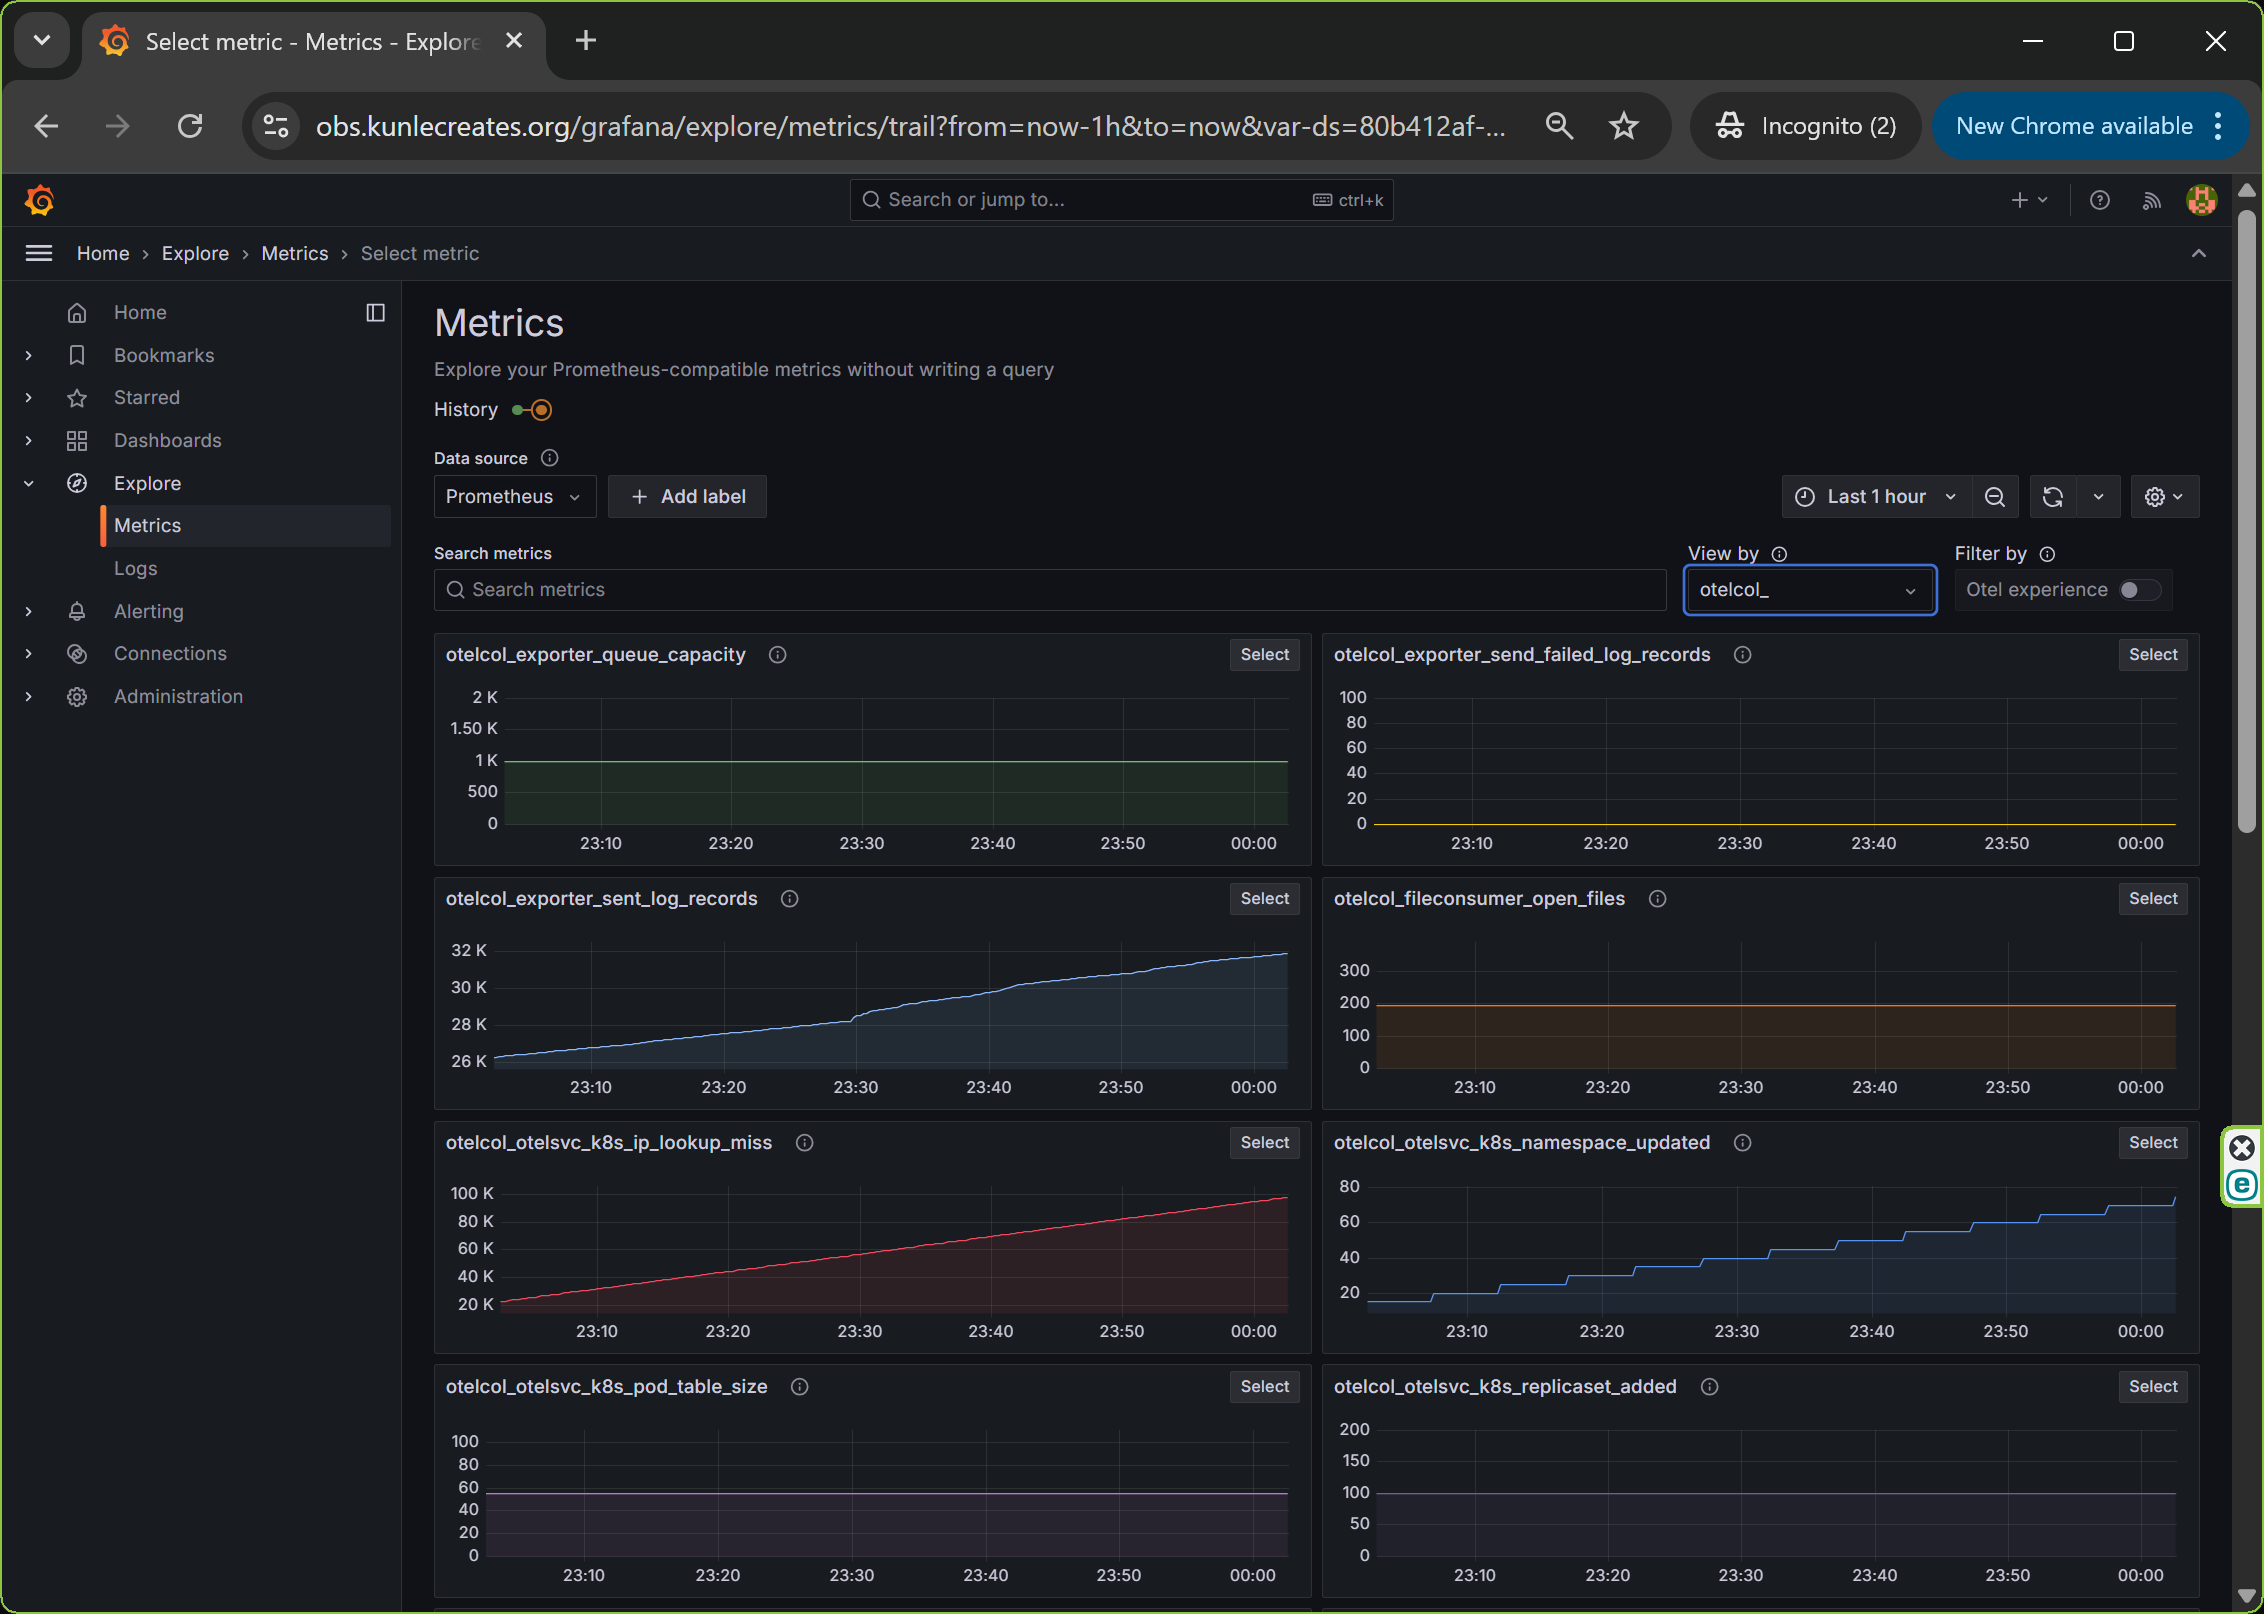 Select metric - Metrics - Explore
obs.kunlecreates.org/grafana/explore/metrics/trail?from=now-1h&to=now&var-ds=80b412af-...
Incognito (2)
New Chrome available
Search or jump to...
ctrl+k
Home › Explore › Metrics › Select metric
Home
Bookmarks
Starred
Dashboards
Explore
Metrics
Logs
Alerting
Connections
Administration
Metrics
Explore your Prometheus-compatible metrics without writing a query
History
Data source
Prometheus
+ Add label
Last 1 hour
Search metrics
Search metrics
View by
otelcol_
Filter by
Otel experience
otelcol_exporter_queue_capacity
Select
2 K
1.50 K
1 K
500
0
23:10 23:20 23:30 23:40 23:50 00:00
otelcol_exporter_send_failed_log_records
Select
100
80
60
40
20
0
23:10 23:20 23:30 23:40 23:50 00:00
otelcol_exporter_sent_log_records
Select
32 K
30 K
28 K
26 K
23:10 23:20 23:30 23:40 23:50 00:00
otelcol_fileconsumer_open_files
Select
300
200
100
0
23:10 23:20 23:30 23:40 23:50 00:00
otelcol_otelsvc_k8s_ip_lookup_miss
Select
100 K
80 K
60 K
40 K
20 K
23:10 23:20 23:30 23:40 23:50 00:00
otelcol_otelsvc_k8s_namespace_updated
Select
80
60
40
20
23:10 23:20 23:30 23:40 23:50 00:00
otelcol_otelsvc_k8s_pod_table_size
Select
100
80
60
40
20
0
23:10 23:20 23:30 23:40 23:50 00:00
otelcol_otelsvc_k8s_replicaset_added
Select
200
150
100
50
0
23:10 23:20 23:30 23:40 23:50 00:00